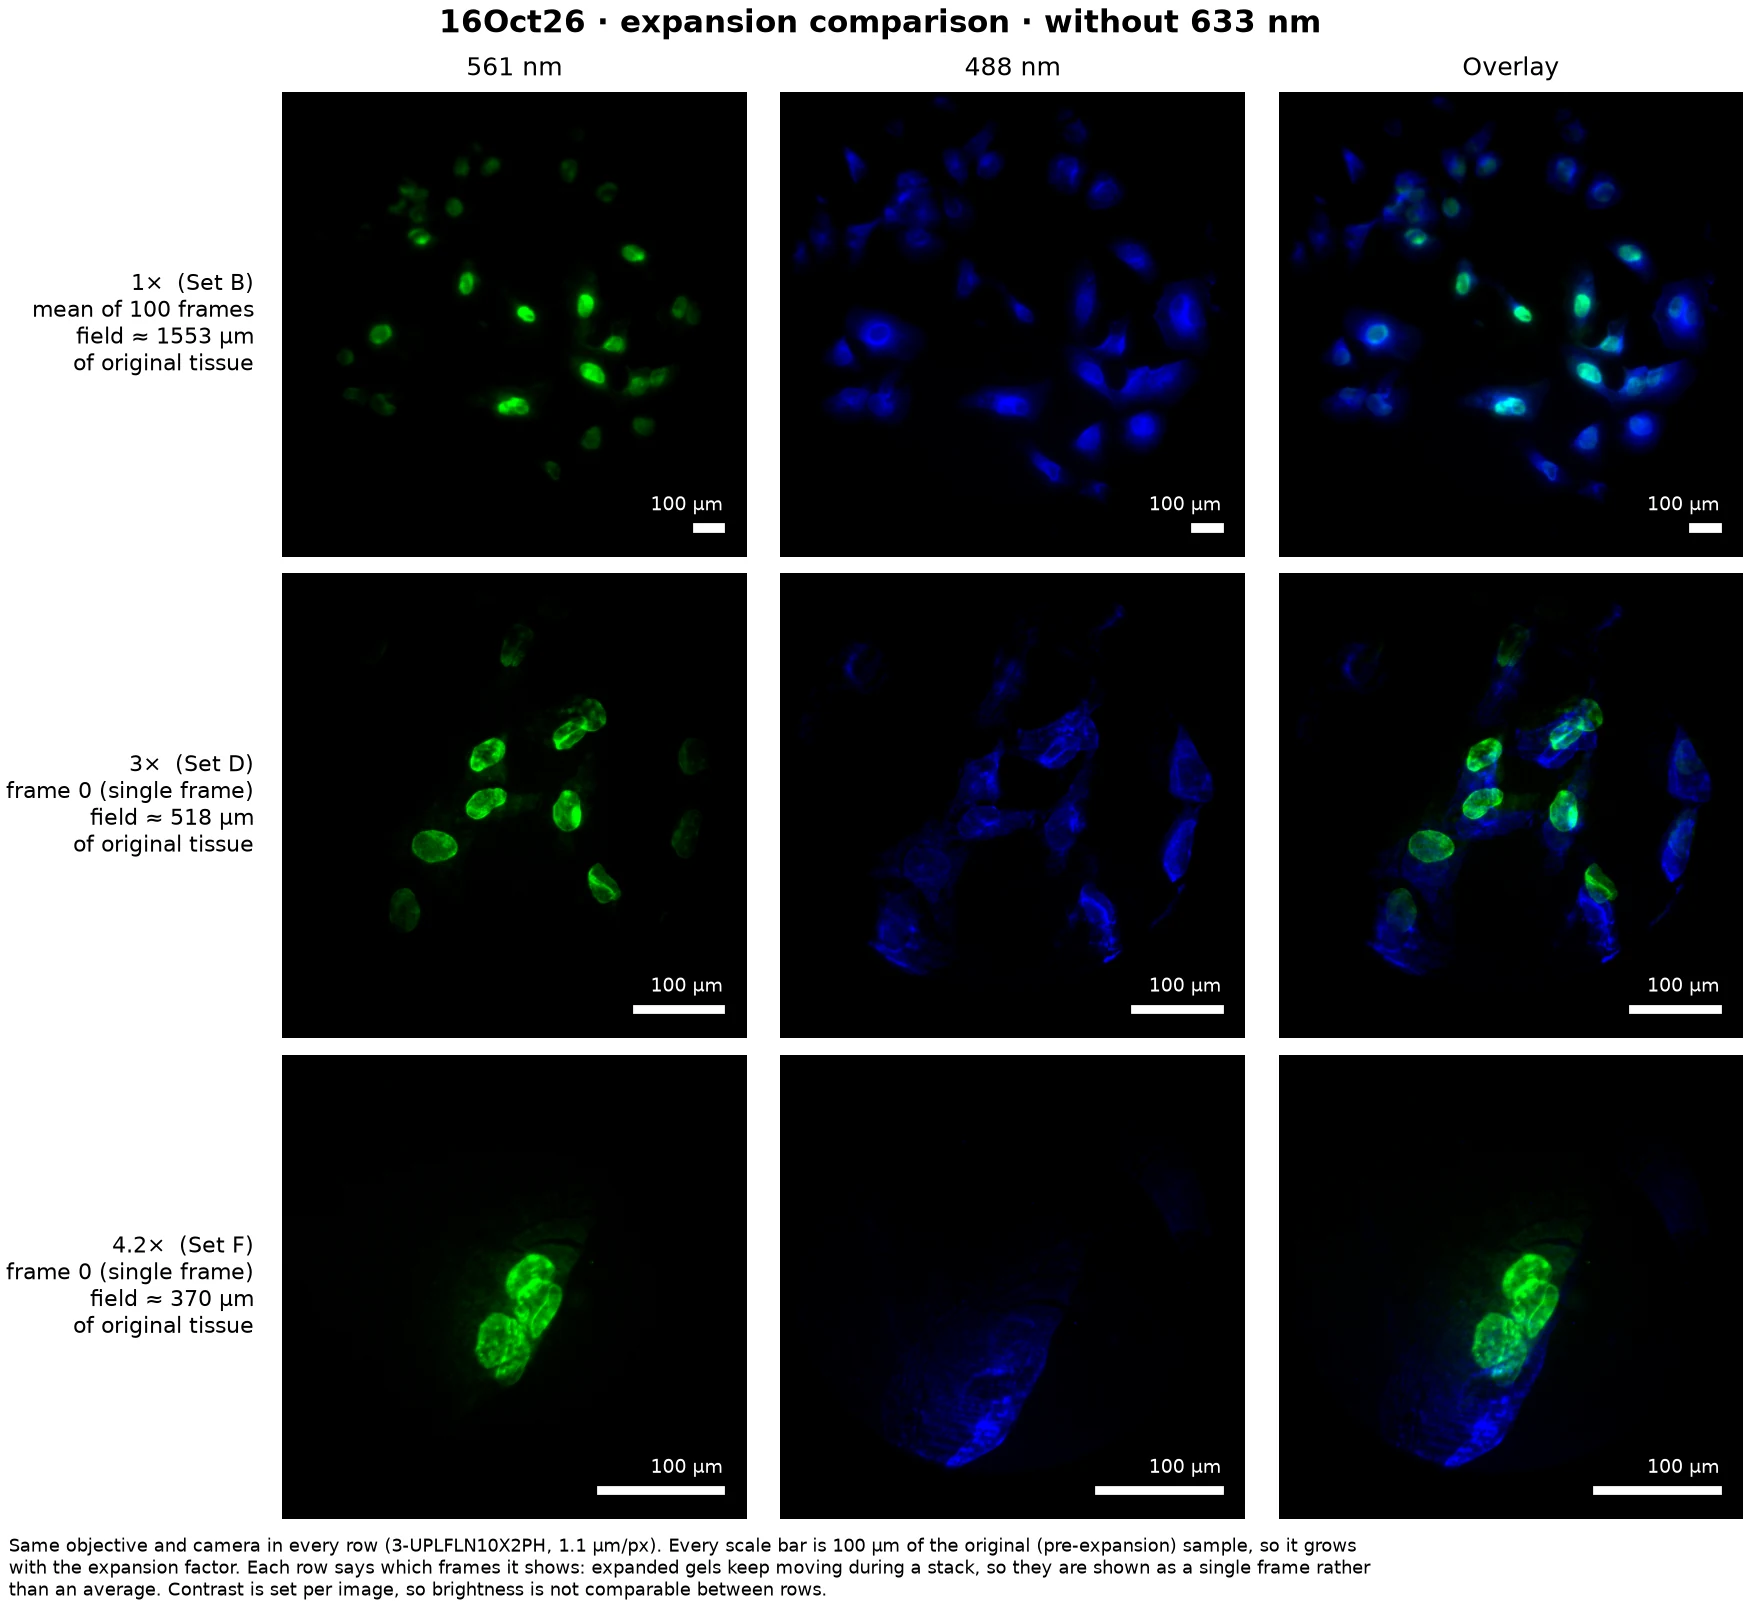 16Oct26 · expansion comparison · without 633 nm
561 nm
488 nm
Overlay
1×  (Set B)
mean of 100 frames
field ≈ 1553 µm
of original tissue
100 µm
100 µm
100 µm
3×  (Set D)
frame 0 (single frame)
field ≈ 518 µm
of original tissue
100 µm
100 µm
100 µm
4.2×  (Set F)
frame 0 (single frame)
field ≈ 370 µm
of original tissue
100 µm
100 µm
100 µm
Same objective and camera in every row (3-UPLFLN10X2PH, 1.1 µm/px). Every scale bar is 100 µm of the original (pre-expansion) sample, so it grows
with the expansion factor. Each row says which frames it shows: expanded gels keep moving during a stack, so they are shown as a single frame rather
than an average. Contrast is set per image, so brightness is not comparable between rows.